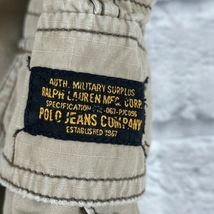 AUTH. MILITARY SURPLUS
RALPH LAUREN MFG. CORP.
SPECIFICATION
POLO JEANS COMPANY
ESTABLISHED 1967